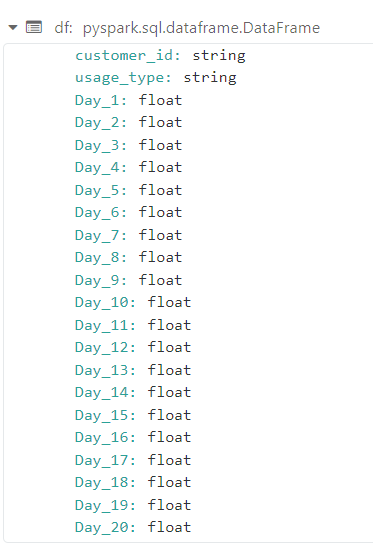 df: pyspark.sql.dataframe.DataFrame
customer_id: string
usage_type: string
Day_1: float
Day_2: float
Day_3: float
Day_4: float
Day_5: float
Day_6: float
Day_7: float
Day_8: float
Day_9: float
Day_10: float
Day_11: float
Day_12: float
Day_13: float
Day_14: float
Day_15: float
Day_16: float
Day_17: float
Day_18: float
Day_19: float
Day_20: float